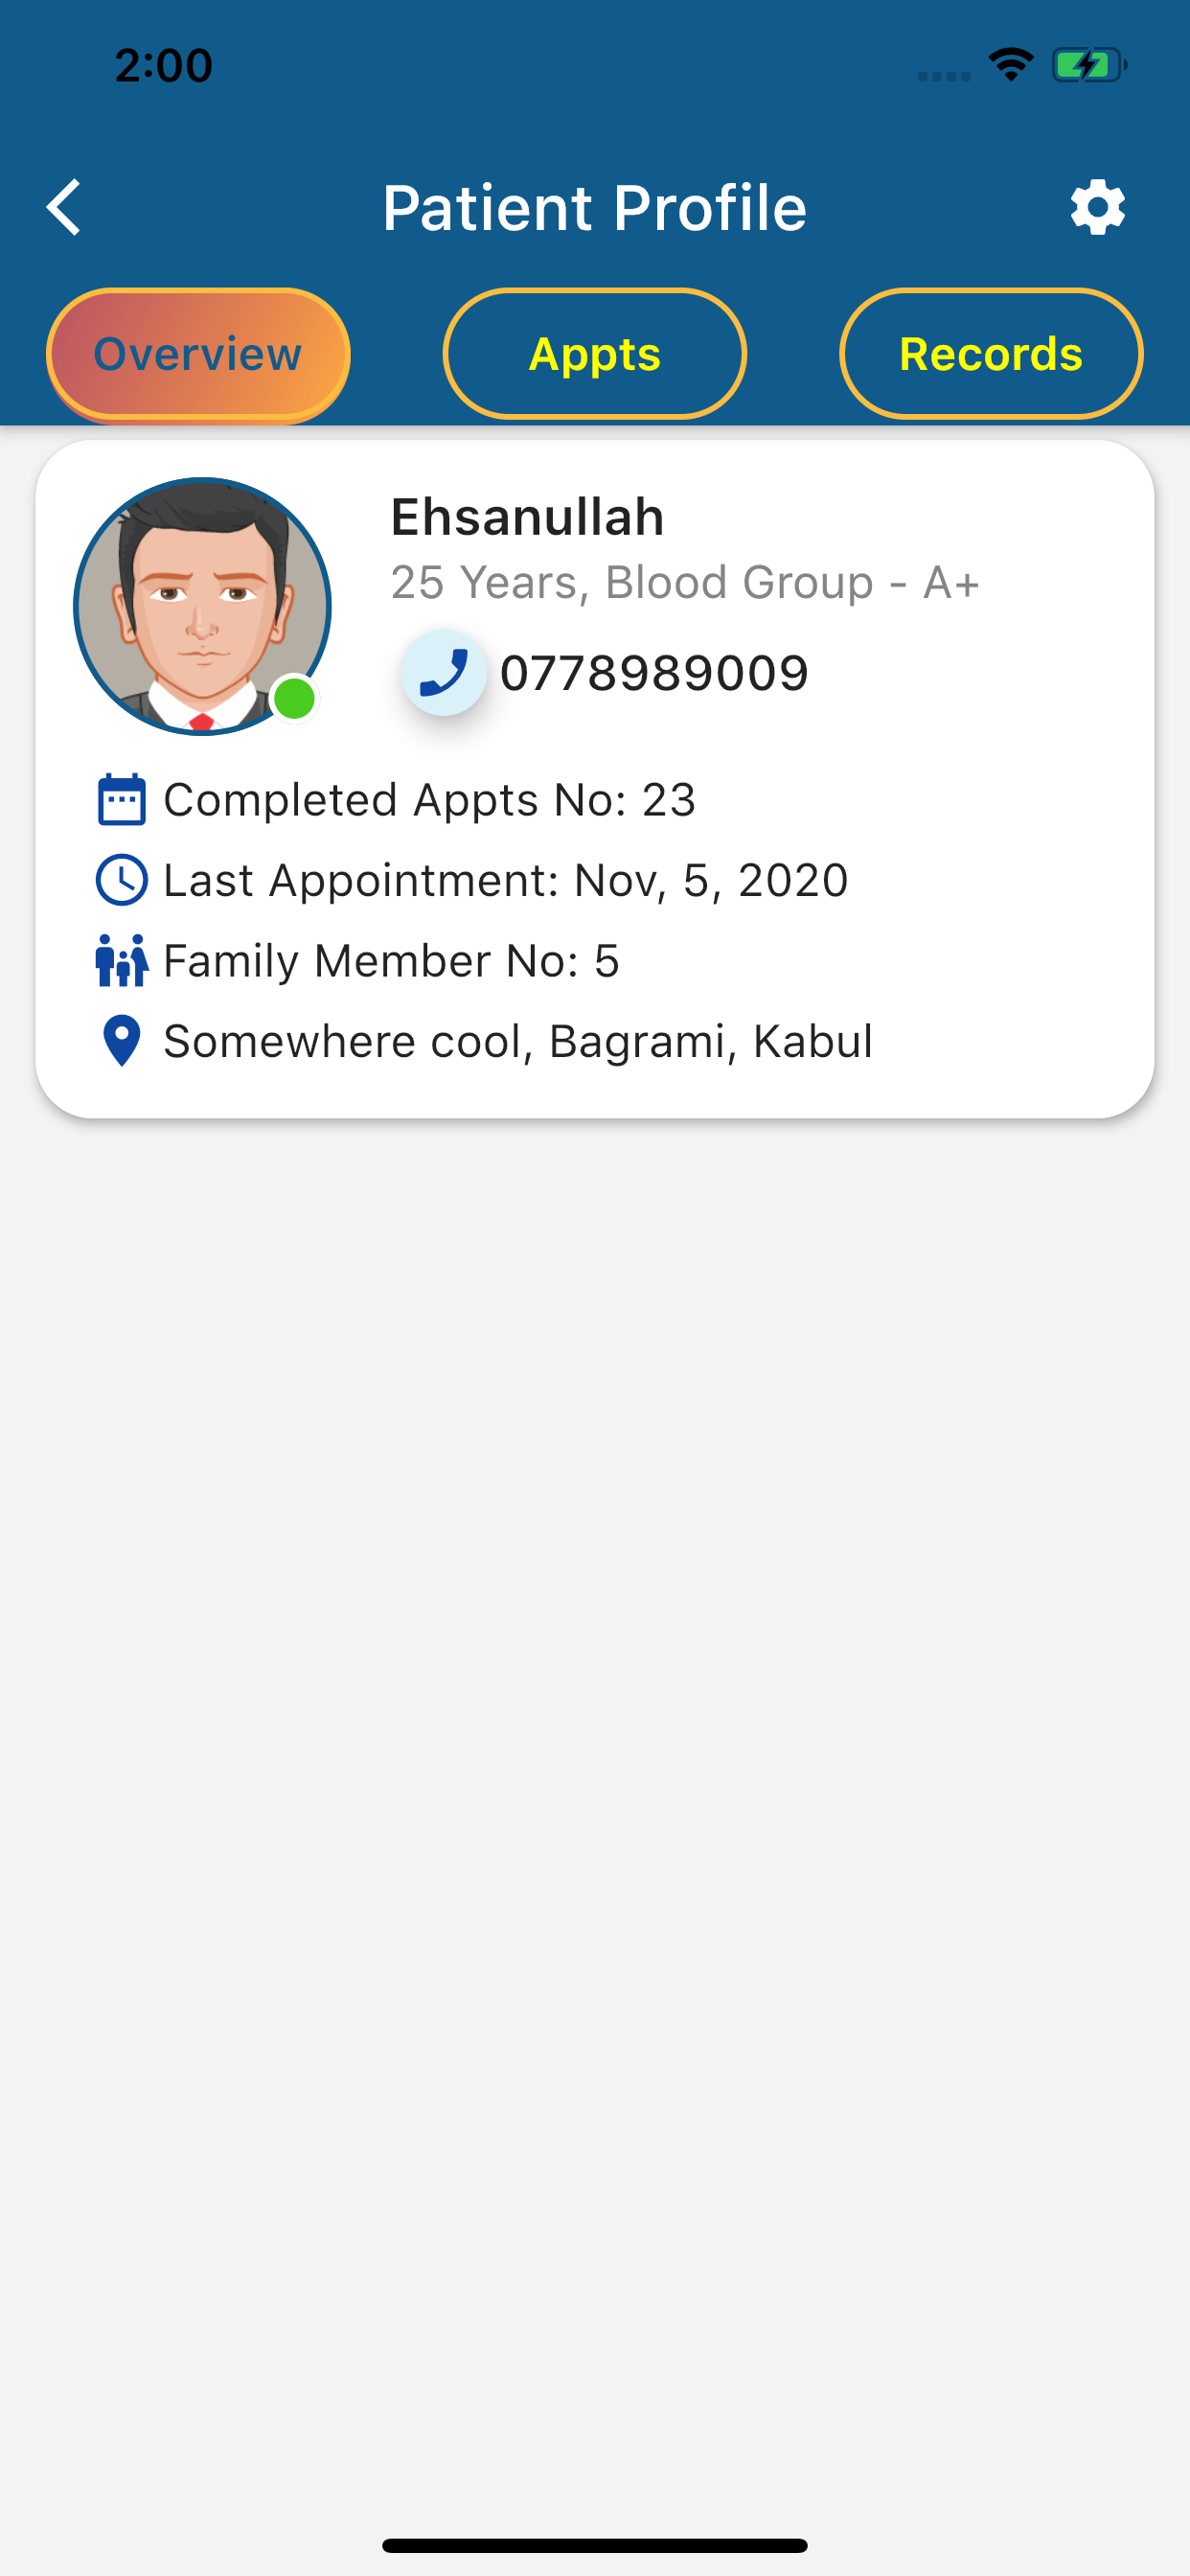 2:00
Patient Profile
Overview Appts Records
Ehsanullah
25 Years, Blood Group - A+
0778989009
Completed Appts No: 23
Last Appointment: Nov, 5, 2020
Family Member No: 5
Somewhere cool, Bagrami, Kabul